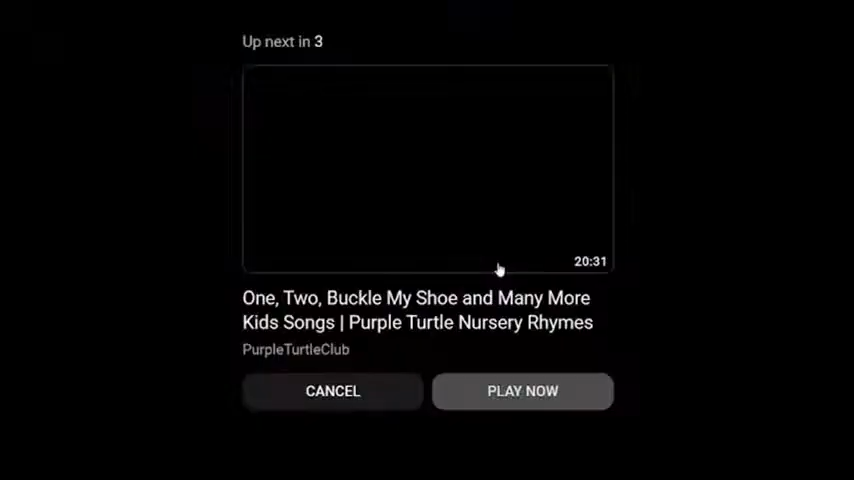 Up next in 3
20:31
One, Two, Buckle My Shoe and Many More
Kids Songs | Purple Turtle Nursery Rhymes
PurpleTurtleClub
CANCEL
PLAY NOW